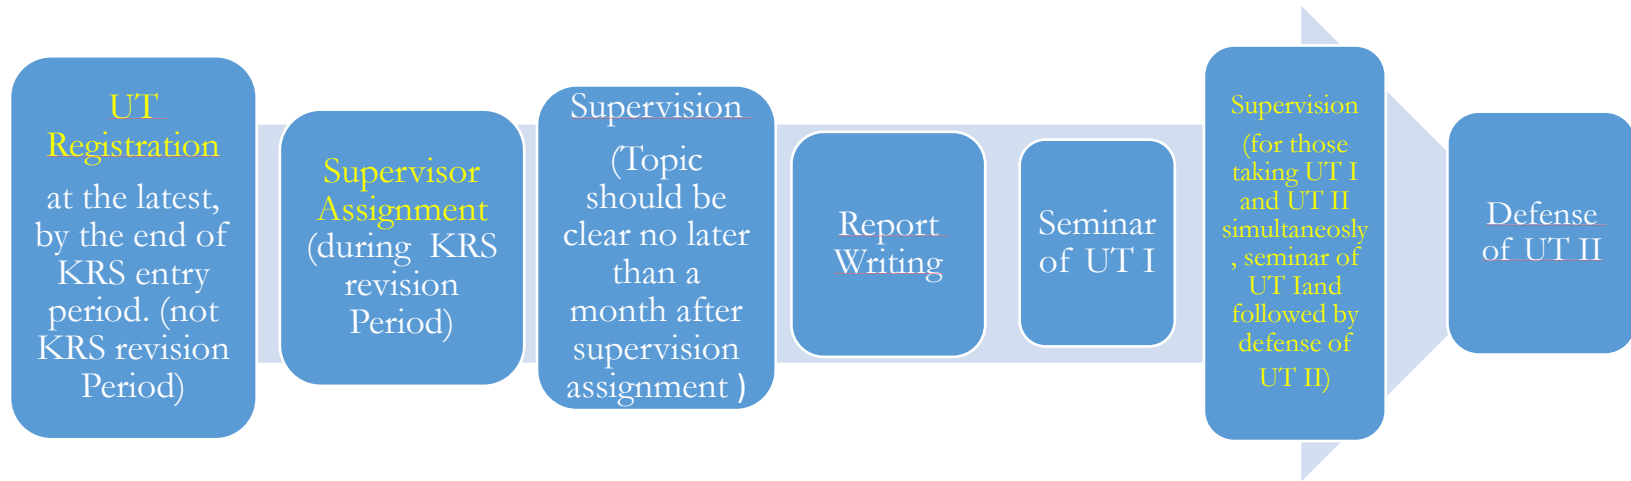 UT
Registration
at the latest,
by the end of
KRS entry
period. (not
KRS revision
Period)
Supervisor
Assignment
(during KRS
revision
Period)
Supervision
(Topic
should be
clear no later
than a
month after
supervision
assignment )
Report
Writing
Seminar
of UT I
Supervision
(for those
taking UT I
and UT II
simultaneosly
, seminar of
UT Iand
followed by
defense of
UT II)
Defense
of UT II